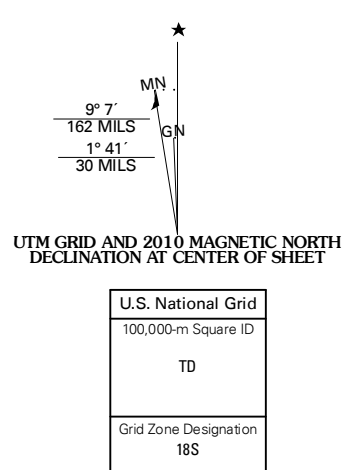 ★
MN
9° 7´
162 MILS
GN
1° 41´
30 MILS
UTM GRID AND 2010 MAGNETIC NORTH
DECLINATION AT CENTER OF SHEET
U.S. National Grid
100,000-m Square ID
TD
Grid Zone Designation
18S